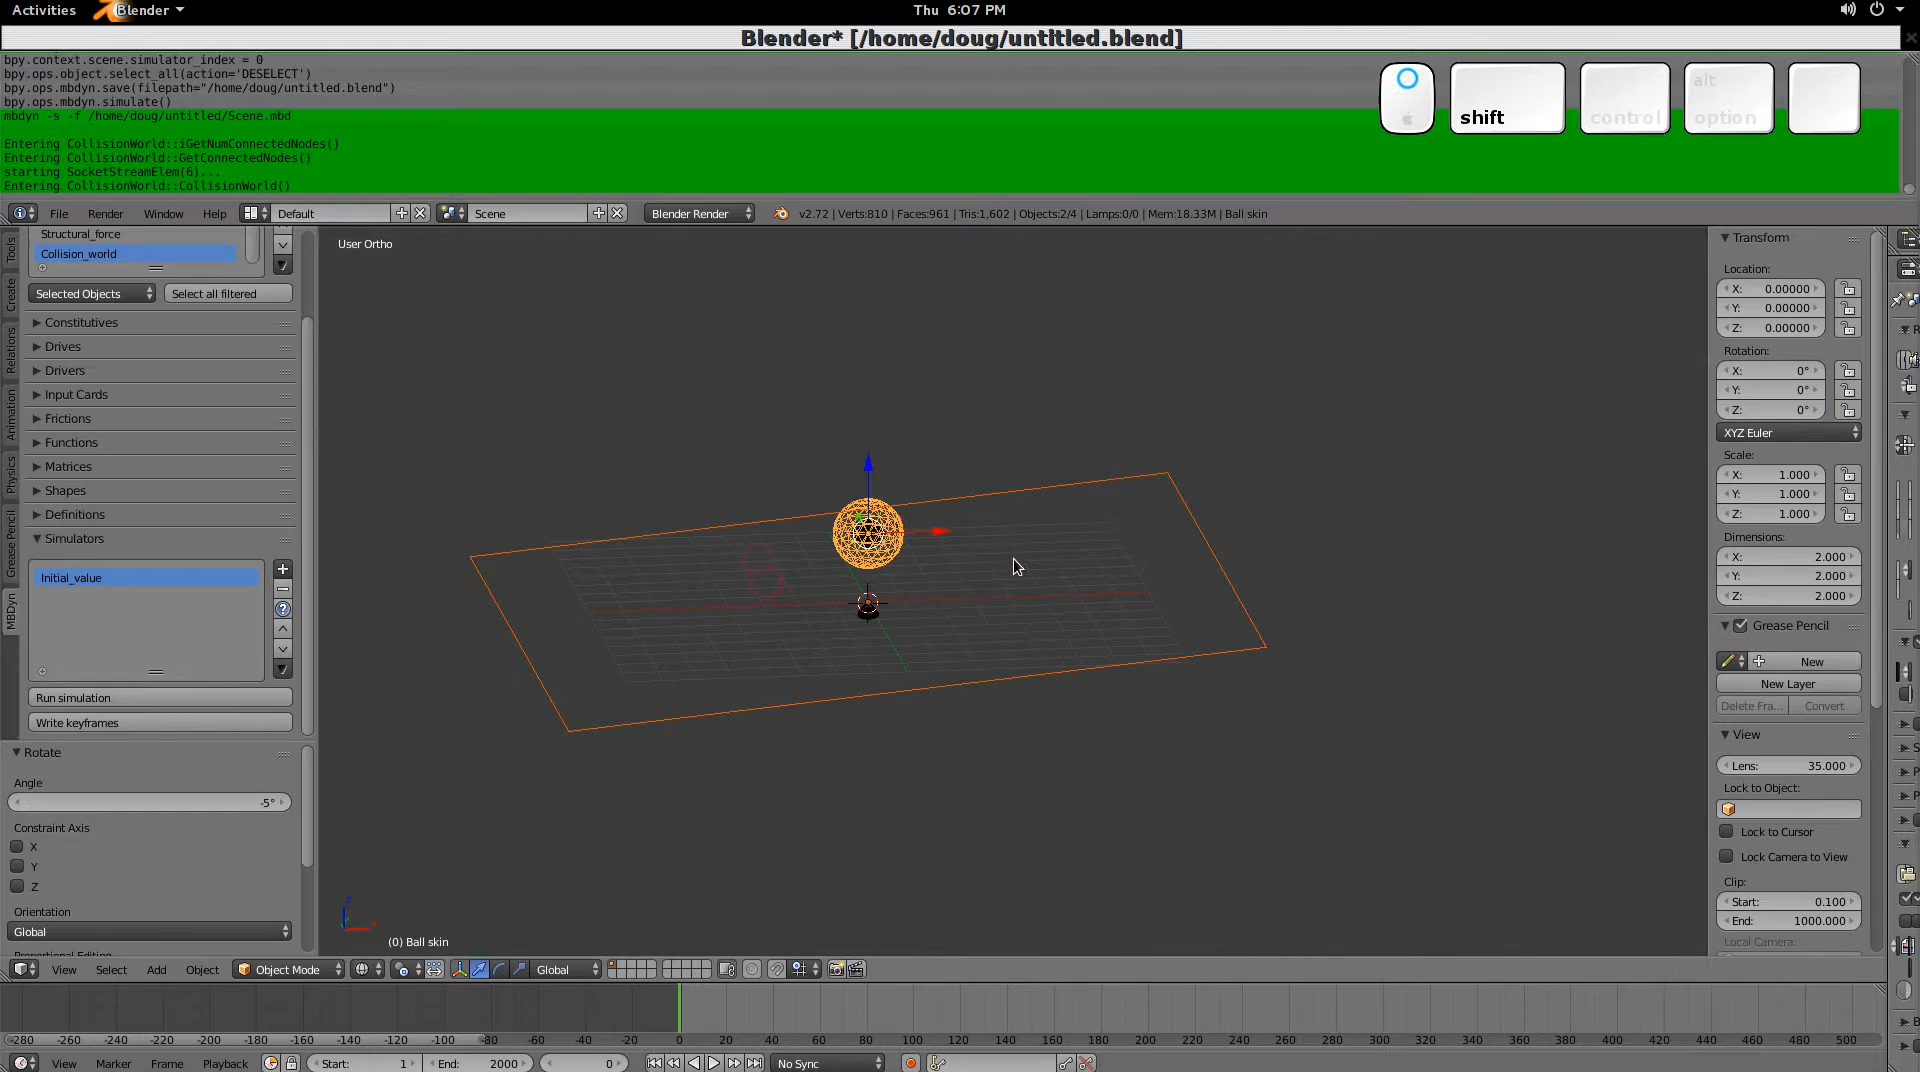 Activities Blender Thu 6:07 PM
Blender* [/home/doug/untitled.blend]
bpy.context.scene.simulator_index = 0
bpy.ops.object.select_all(action='DESELECT')
bpy.ops.mbdyn.save(filepath="/home/doug/untitled.blend")
bpy.ops.mbdyn.simulate()
mbdyn -s -f /home/doug/untitled/Scene.mbd
Entering CollisionWorld::iGetNumConnectedNodes()
Entering CollisionWorld::GetConnectedNodes()
starting SocketStreamElem(6)...
Entering CollisionWorld::CollisionWorld()
shift control alt option
File Render Window Help Default Scene Blender Render v2.72 | Verts:810 | Faces:961 | Tris:1,602 | Objects:2/4 | Lamps:0/0 | Mem:18.33M | Ball skin
Tools
Create
Relations
Animation
Physics
Grease Pencil
MBDyn
Structural_force
Collision_world
Selected Objects Select all filtered
Constitutives
Drives
Drivers
Input Cards
Frictions
Functions
Matrices
Shapes
Definitions
Simulators
Initial_value
Run simulation
Write keyframes
Rotate
Angle
-5°
Constraint Axis
X
Y
Z
Orientation
Global
User Ortho
(0) Ball skin
Transform
Location:
X: 0.00000
Y: 0.00000
Z: 0.00000
Rotation:
X: 0°
Y: 0°
Z: 0°
XYZ Euler
Scale:
X: 1.000
Y: 1.000
Z: 1.000
Dimensions:
X: 2.000
Y: 2.000
Z: 2.000
Grease Pencil
New
New Layer
Delete Fra... Convert
View
Lens: 35.000
Lock to Object:
Lock to Cursor
Lock Camera to View
Clip:
Start: 0.100
End: 1000.000
Local Camera:
View Select Add Object Object Mode Global
-280 -260 -240 -220 -200 -180 -160 -140 -120 -100 -80 -60 -40 -20 0 20 40 60 80 100 120 140 160 180 200 220 240 260 280 300 320 340 360 380 400 420 440 460 480 500
View Marker Frame Playback Start: 1 End: 2000 0 No Sync